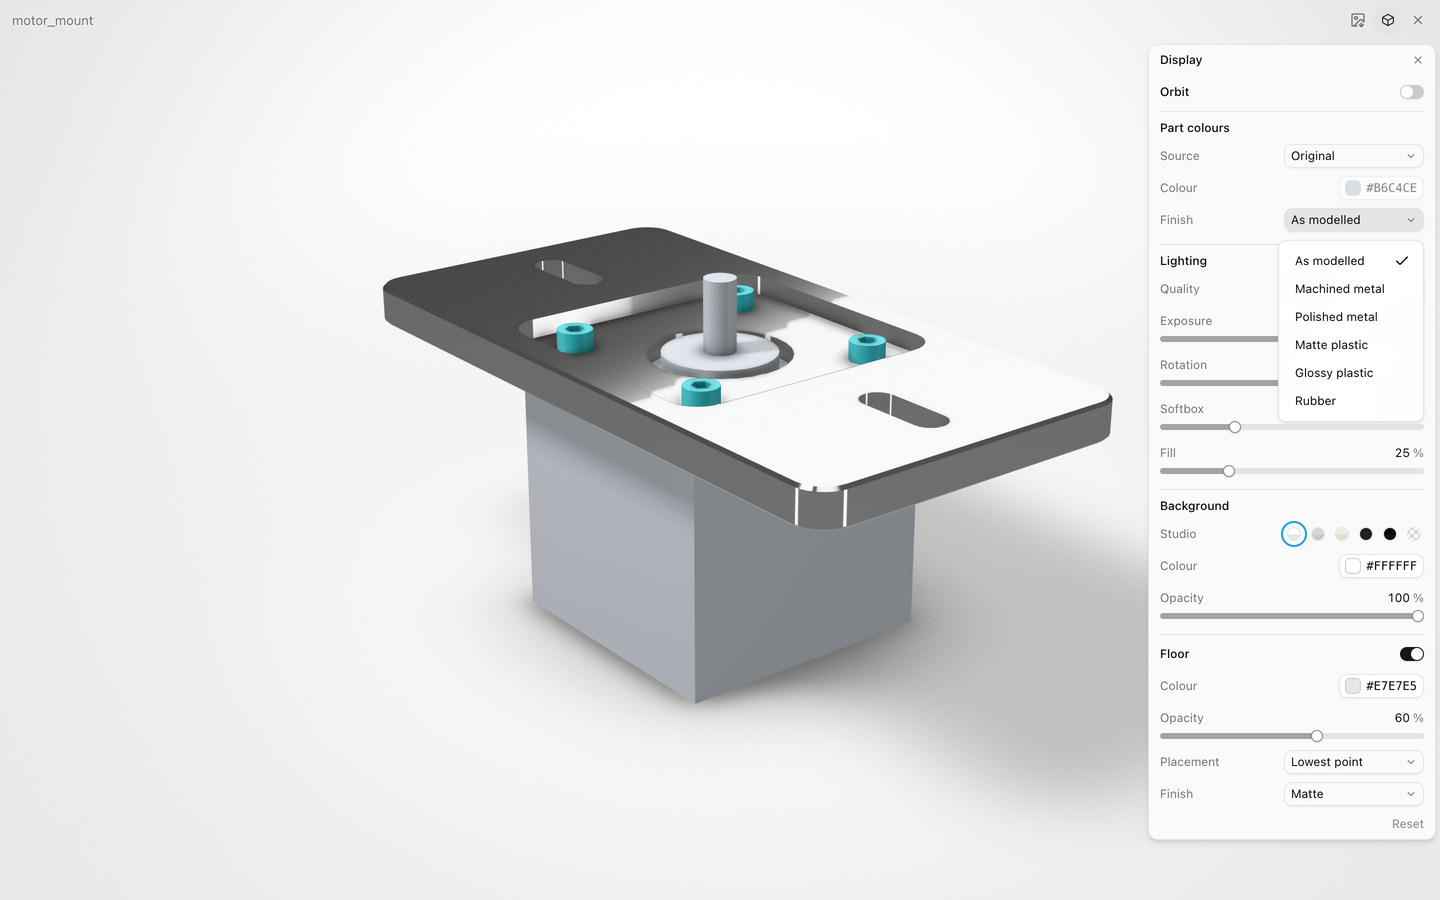 motor_mount
Display
Orbit
Part colours
Source Original
Colour #B6C4CE
Finish As modelled
As modelled
Machined metal
Polished metal
Matte plastic
Glossy plastic
Rubber
Lighting
Quality
Exposure
Rotation
Softbox
Fill 25 %
Background
Studio
Colour #FFFFFF
Opacity 100 %
Floor
Colour #E7E7E5
Opacity 60 %
Placement Lowest point
Finish Matte
Reset